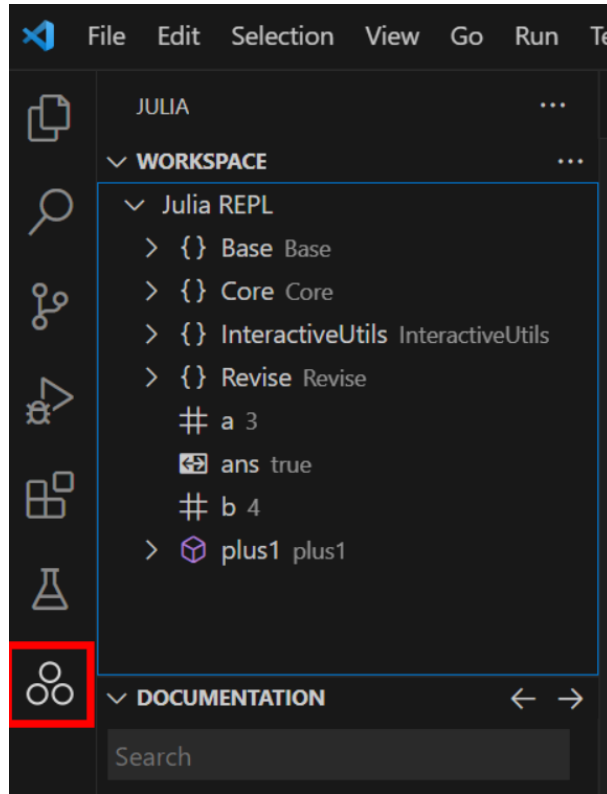 File Edit Selection View Go Run Te
JULIA ...
WORKSPACE ...
Julia REPL
{} Base Base
{} Core Core
{} InteractiveUtils InteractiveUtils
{} Revise Revise
# a 3
ans true
# b 4
plus1 plus1
DOCUMENTATION
Search